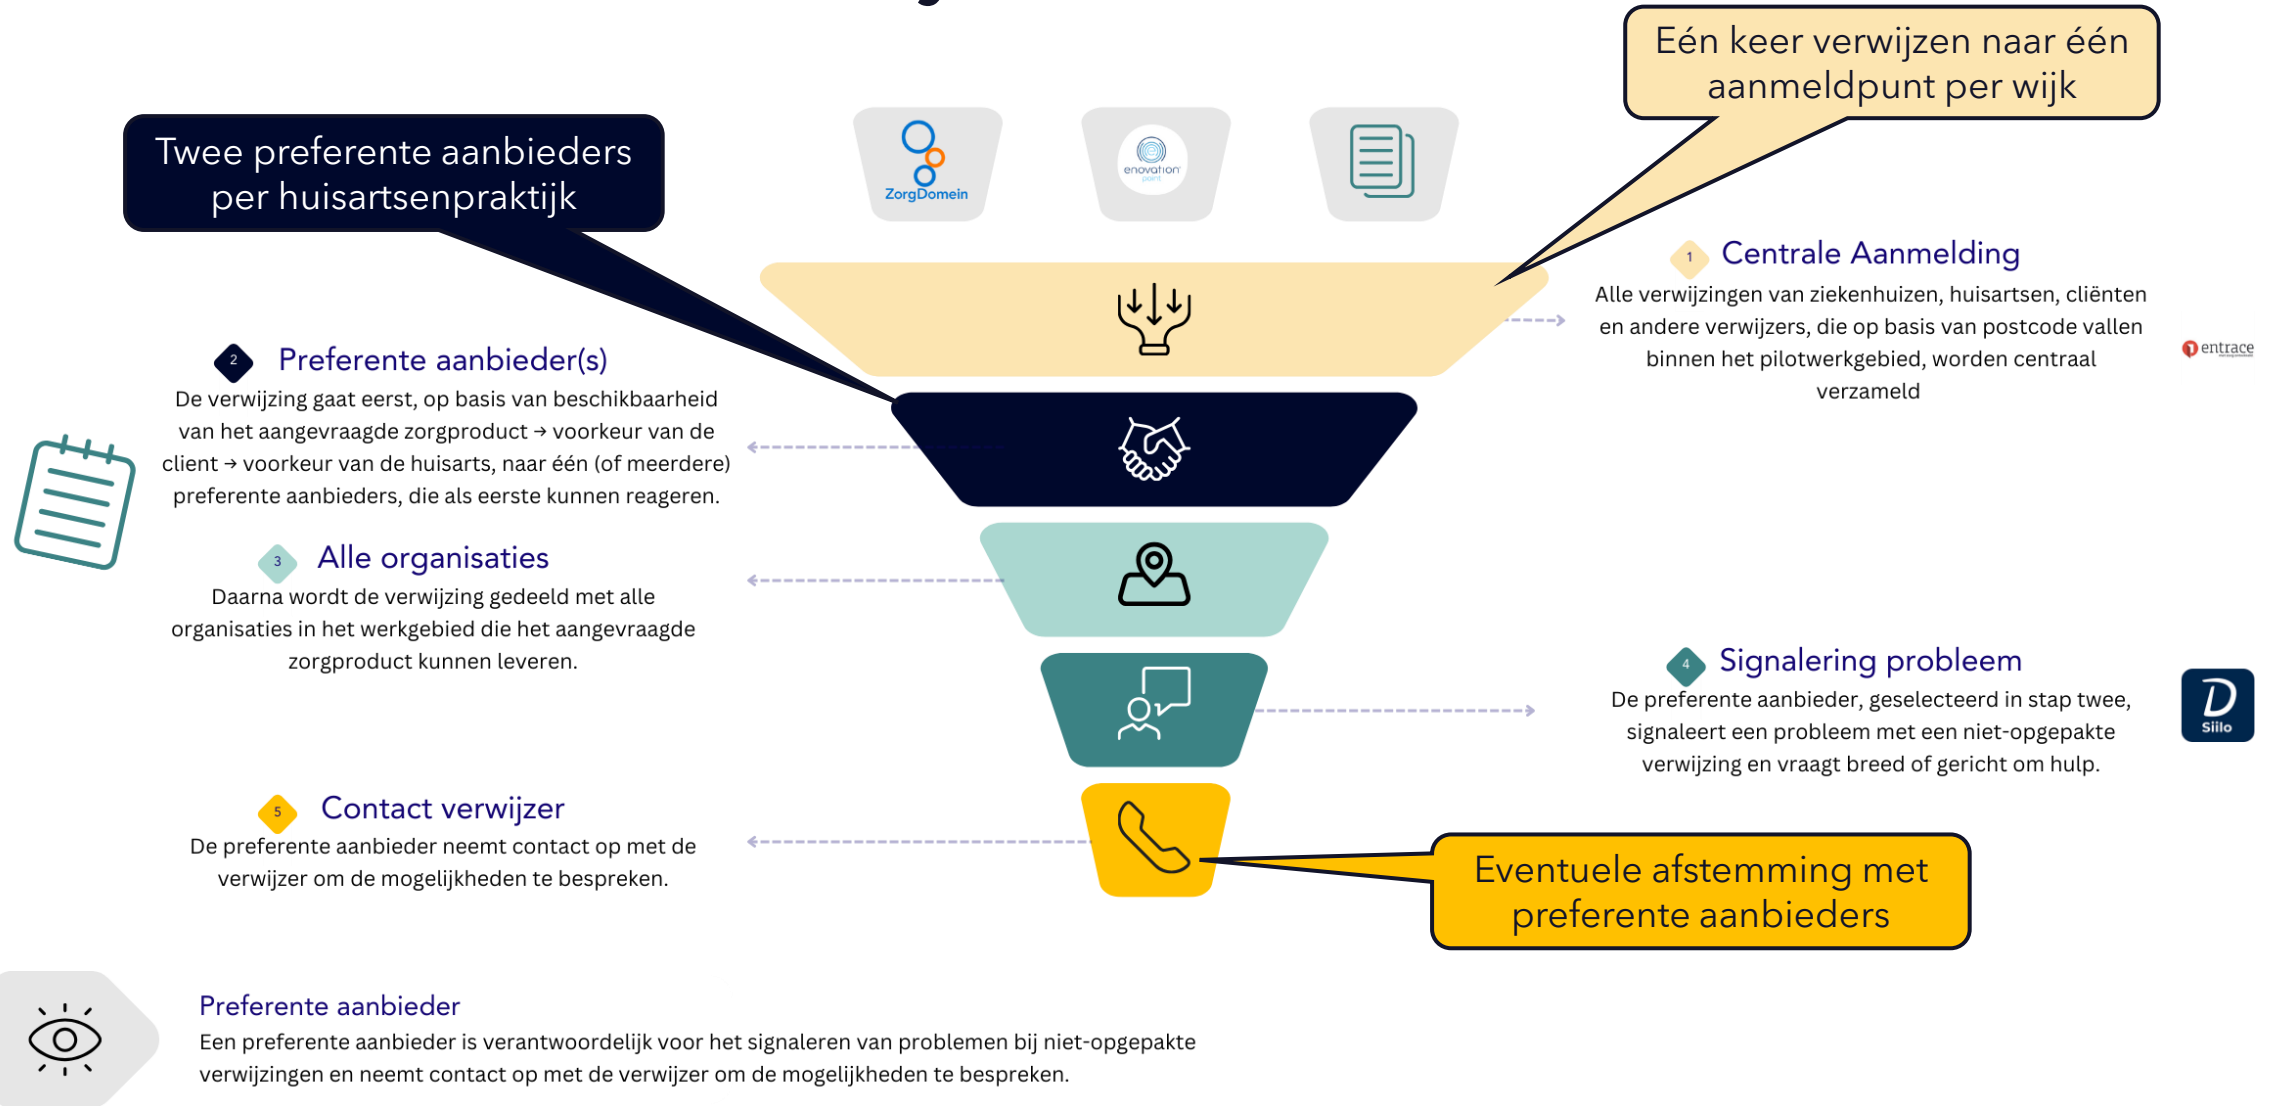 Eén keer verwijzen naar één
aanmeldpunt per wijk
Twee preferente aanbieders
per huisartsenpraktijk
ZorgDomein
enovation
point
1
Centrale Aanmelding
Alle verwijzingen van ziekenhuizen, huisartsen, cliënten
en andere verwijzers, die op basis van postcode vallen
binnen het pilotwerkgebied, worden centraal
verzameld
entrace
2
Preferente aanbieder(s)
De verwijzing gaat eerst, op basis van beschikbaarheid
van het aangevraagde zorgproduct → voorkeur van de
client → voorkeur van de huisarts, naar één (of meerdere)
preferente aanbieders, die als eerste kunnen reageren.
3
Alle organisaties
Daarna wordt de verwijzing gedeeld met alle
organisaties in het werkgebied die het aangevraagde
zorgproduct kunnen leveren.
4
Signalering probleem
De preferente aanbieder, geselecteerd in stap twee,
signaleert een probleem met een niet-opgepakte
verwijzing en vraagt breed of gericht om hulp.
D
Siilo
5
Contact verwijzer
De preferente aanbieder neemt contact op met de
verwijzer om de mogelijkheden te bespreken.
Eventuele afstemming met
preferente aanbieders
Preferente aanbieder
Een preferente aanbieder is verantwoordelijk voor het signaleren van problemen bij niet-opgepakte
verwijzingen en neemt contact op met de verwijzer om de mogelijkheden te bespreken.